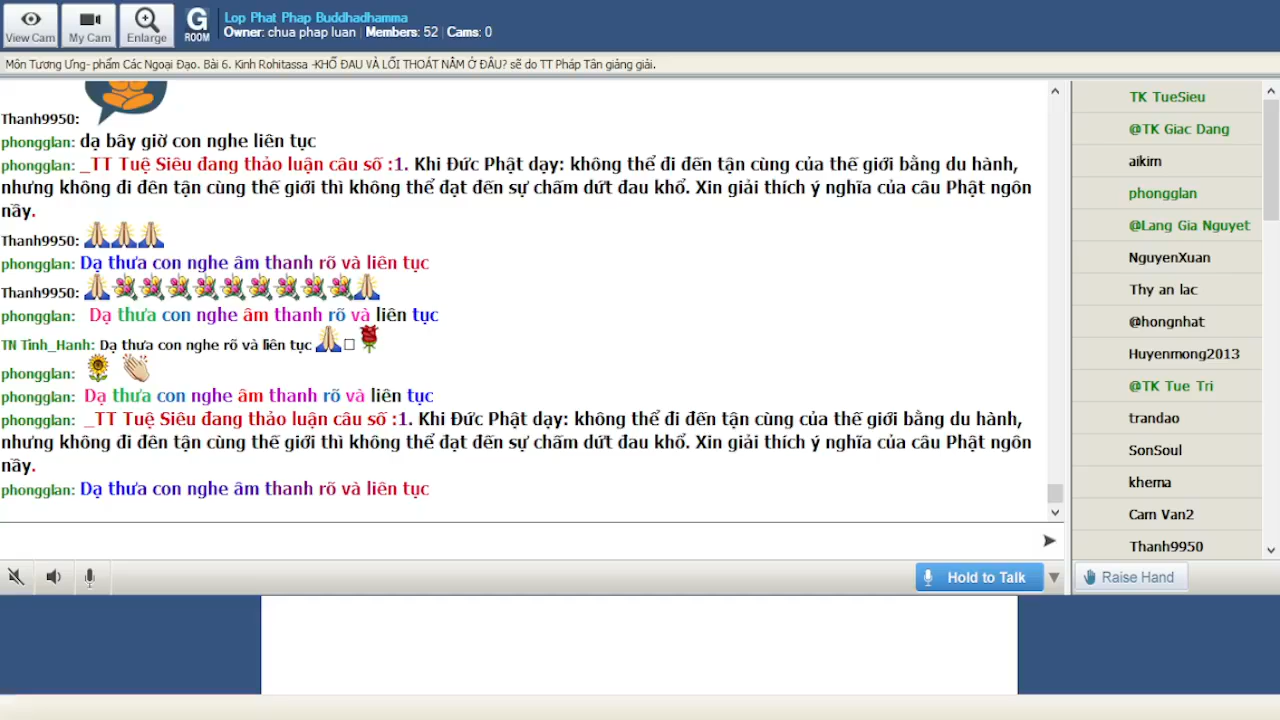 View Cam
My Cam
Enlarge
G
ROOM
Lop Phat Phap Buddhadhamma
Owner: chua phap luan | Members: 52 | Cams: 0
Môn Tương Ưng- phẩm Các Ngoại Đạo. Bài 6. Kinh Rohitassa -KHỔ ĐAU VÀ LỐI THOÁT NẰM Ở ĐÂU? sẽ do TT Pháp Tân giảng giải.
Thanh9950:
phongglan: dạ bây giờ con nghe liên tục
phongglan: _TT Tuệ Siêu đang thảo luận câu số :1. Khi Đức Phật dạy: không thể đi đến tận cùng của thế giới bằng du hành,
nhưng không đi đên tận cùng thế giới thì không thể đạt đến sự chấm dứt đau khổ. Xin giải thích ý nghĩa của câu Phật ngôn
nầy.
Thanh9950:
phongglan: Dạ thưa con nghe âm thanh rõ và liên tục
Thanh9950:
phongglan: Dạ thưa con nghe âm thanh rõ và liên tục
TN Tinh_Hanh: Dạ thưa con nghe rõ và liên tục
phongglan:
phongglan: Dạ thưa con nghe âm thanh rõ và liên tục
phongglan: _TT Tuệ Siêu đang thảo luận câu số :1. Khi Đức Phật dạy: không thể đi đến tận cùng của thế giới bằng du hành,
nhưng không đi đên tận cùng thế giới thì không thể đạt đến sự chấm dứt đau khổ. Xin giải thích ý nghĩa của câu Phật ngôn
nầy.
phongglan: Dạ thưa con nghe âm thanh rõ và liên tục
TK TueSieu
@TK Giac Dang
aikim
phongglan
@Lang Gia Nguyet
NguyenXuan
Thy an lac
@hongnhat
Huyenmong2013
@TK Tue Tri
trandao
SonSoul
khema
Cam Van2
Thanh9950
Hold to Talk
Raise Hand